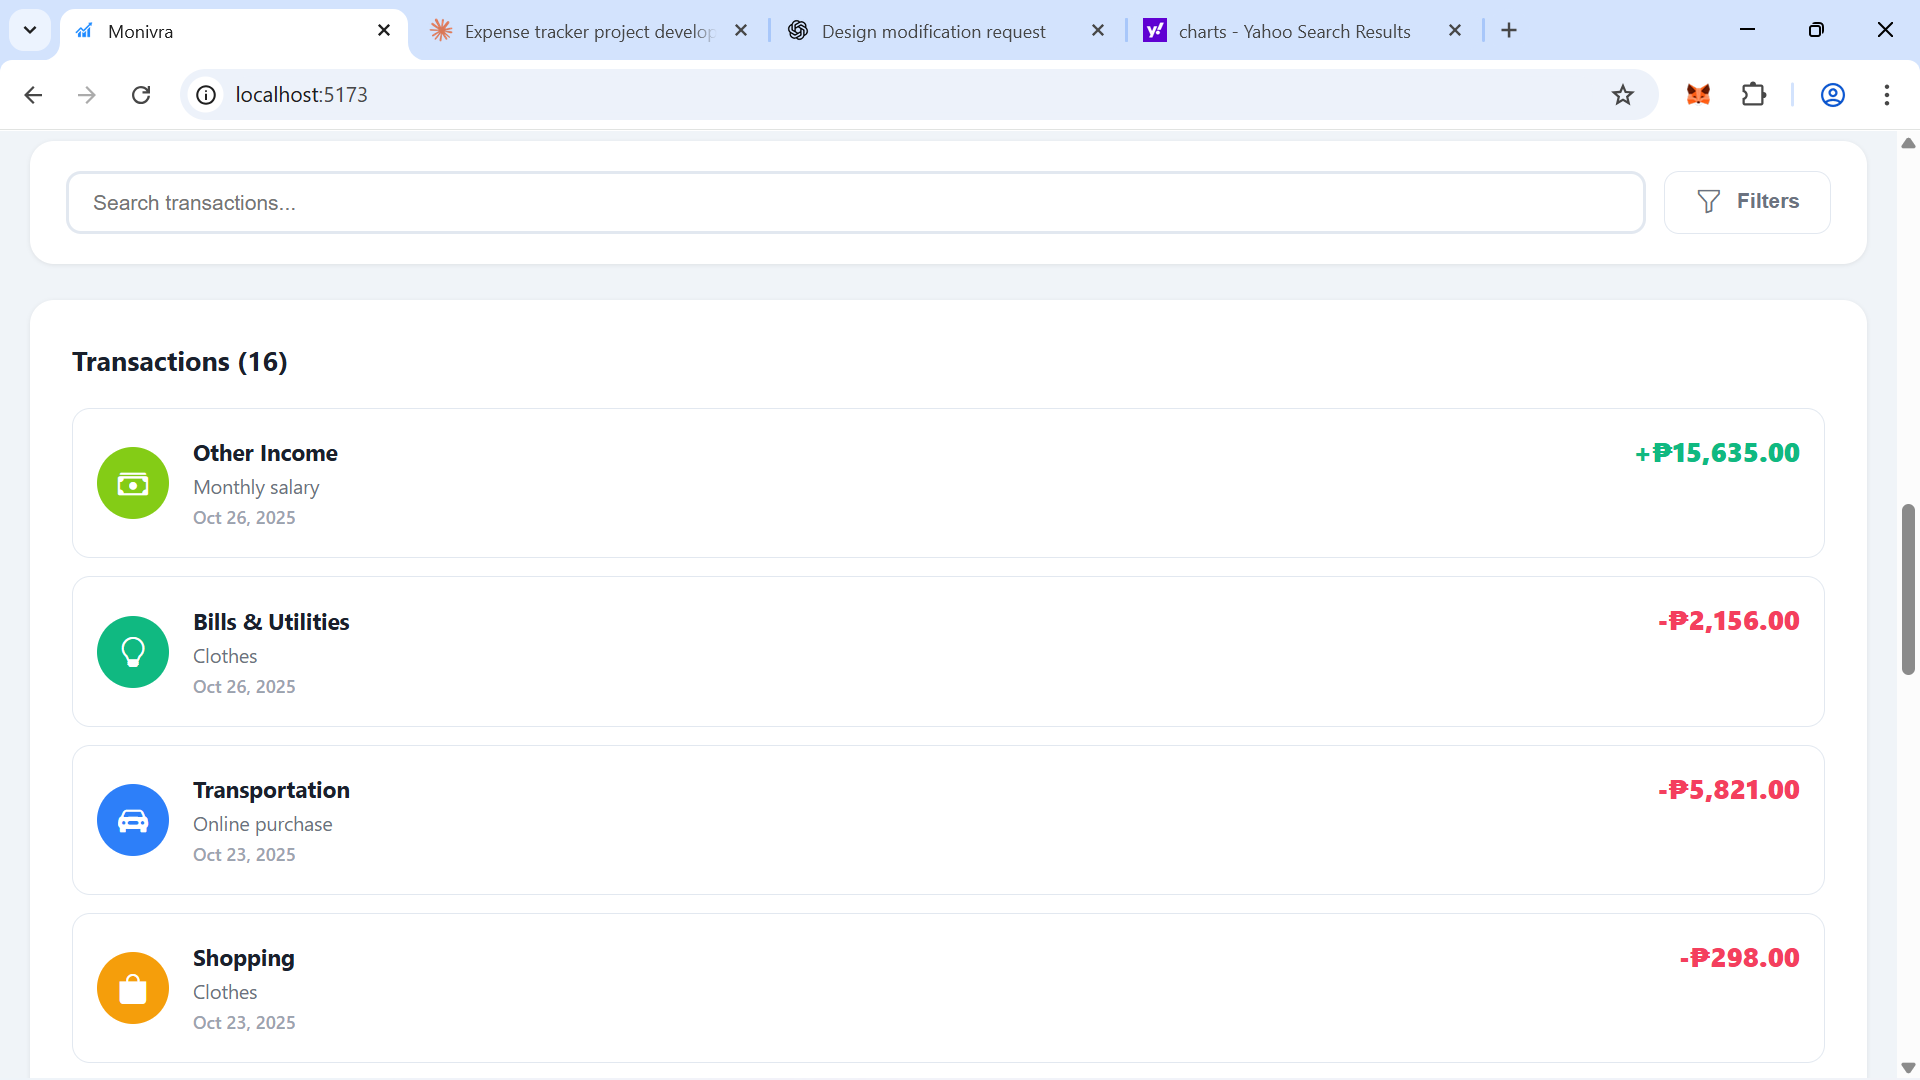 Monivra
Expense tracker project develop
Design modification request
charts - Yahoo Search Results
localhost:5173
Search transactions...
Filters
Transactions (16)
Other Income
+₱15,635.00
Monthly salary
Oct 26, 2025
Bills & Utilities
-₱2,156.00
Clothes
Oct 26, 2025
Transportation
-₱5,821.00
Online purchase
Oct 23, 2025
Shopping
-₱298.00
Clothes
Oct 23, 2025